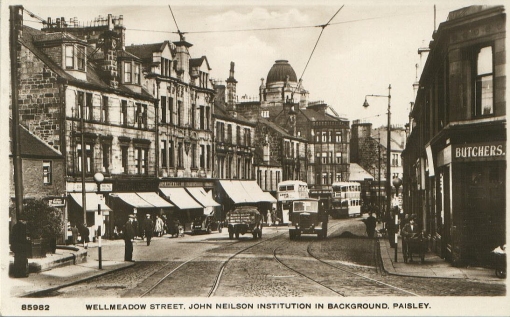 BUTCHERS.
85982 WELLMEADOW STREET. JOHN NEILSON INSTITUTION IN BACKGROUND. PAISLEY.